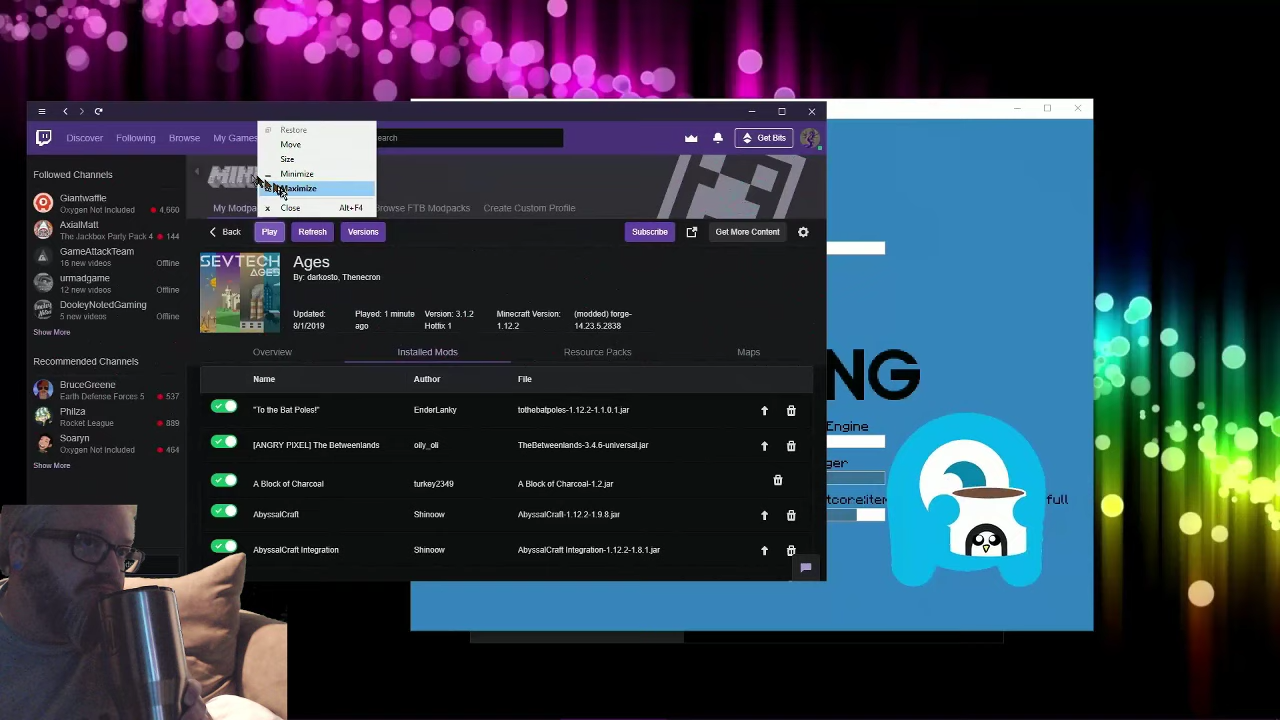 Discover
Following
Browse
My Games
earch
Get Bits
Restore
Move
Size
Minimize
Maximize
Close Alt+F4
Followed Channels
Giantwaffle
Oxygen Not Included 4,660
AxialMatt
The Jackbox Party Pack 4 144
GameAttackTeam
16 new videos Offline
urmadgame
12 new videos Offline
DooleyNotedGaming
5 new videos Offline
Show More
Recommended Channels
BruceGreene
Earth Defense Forces 5 537
Philza
Rocket League 889
Soaryn
Oxygen Not Included 464
Show More
MIN
My Modpa
rowse FTB Modpacks
Create Custom Profile
Back
Play
Refresh
Versions
Subscribe
Get More Content
SEVTECH
AGES
Ages
By: darkosto, Thenecron
Updated: 8/1/2019
Played: 1 minute ago
Version: 3.1.2 Hotfix 1
Minecraft Version: 1.12.2
(modded) forge-14.23.5.2838
Overview
Installed Mods
Resource Packs
Maps
Name Author File
"To the Bat Poles!" EnderLanky tothebatpoles-1.12.2-1.1.0.1.jar
[ANGRY PIXEL] The Betweenlands oily_oli TheBetweenlands-3.4.6-universal.jar
A Block of Charcoal turkey2349 A Block of Charcoal-1.2.jar
AbyssalCraft Shinoow AbyssalCraft-1.12.2-1.9.8.jar
AbyssalCraft Integration Shinoow AbyssalCraft Integration-1.12.2-1.8.1.jar
NG
Engine
ger
tcore:item
full